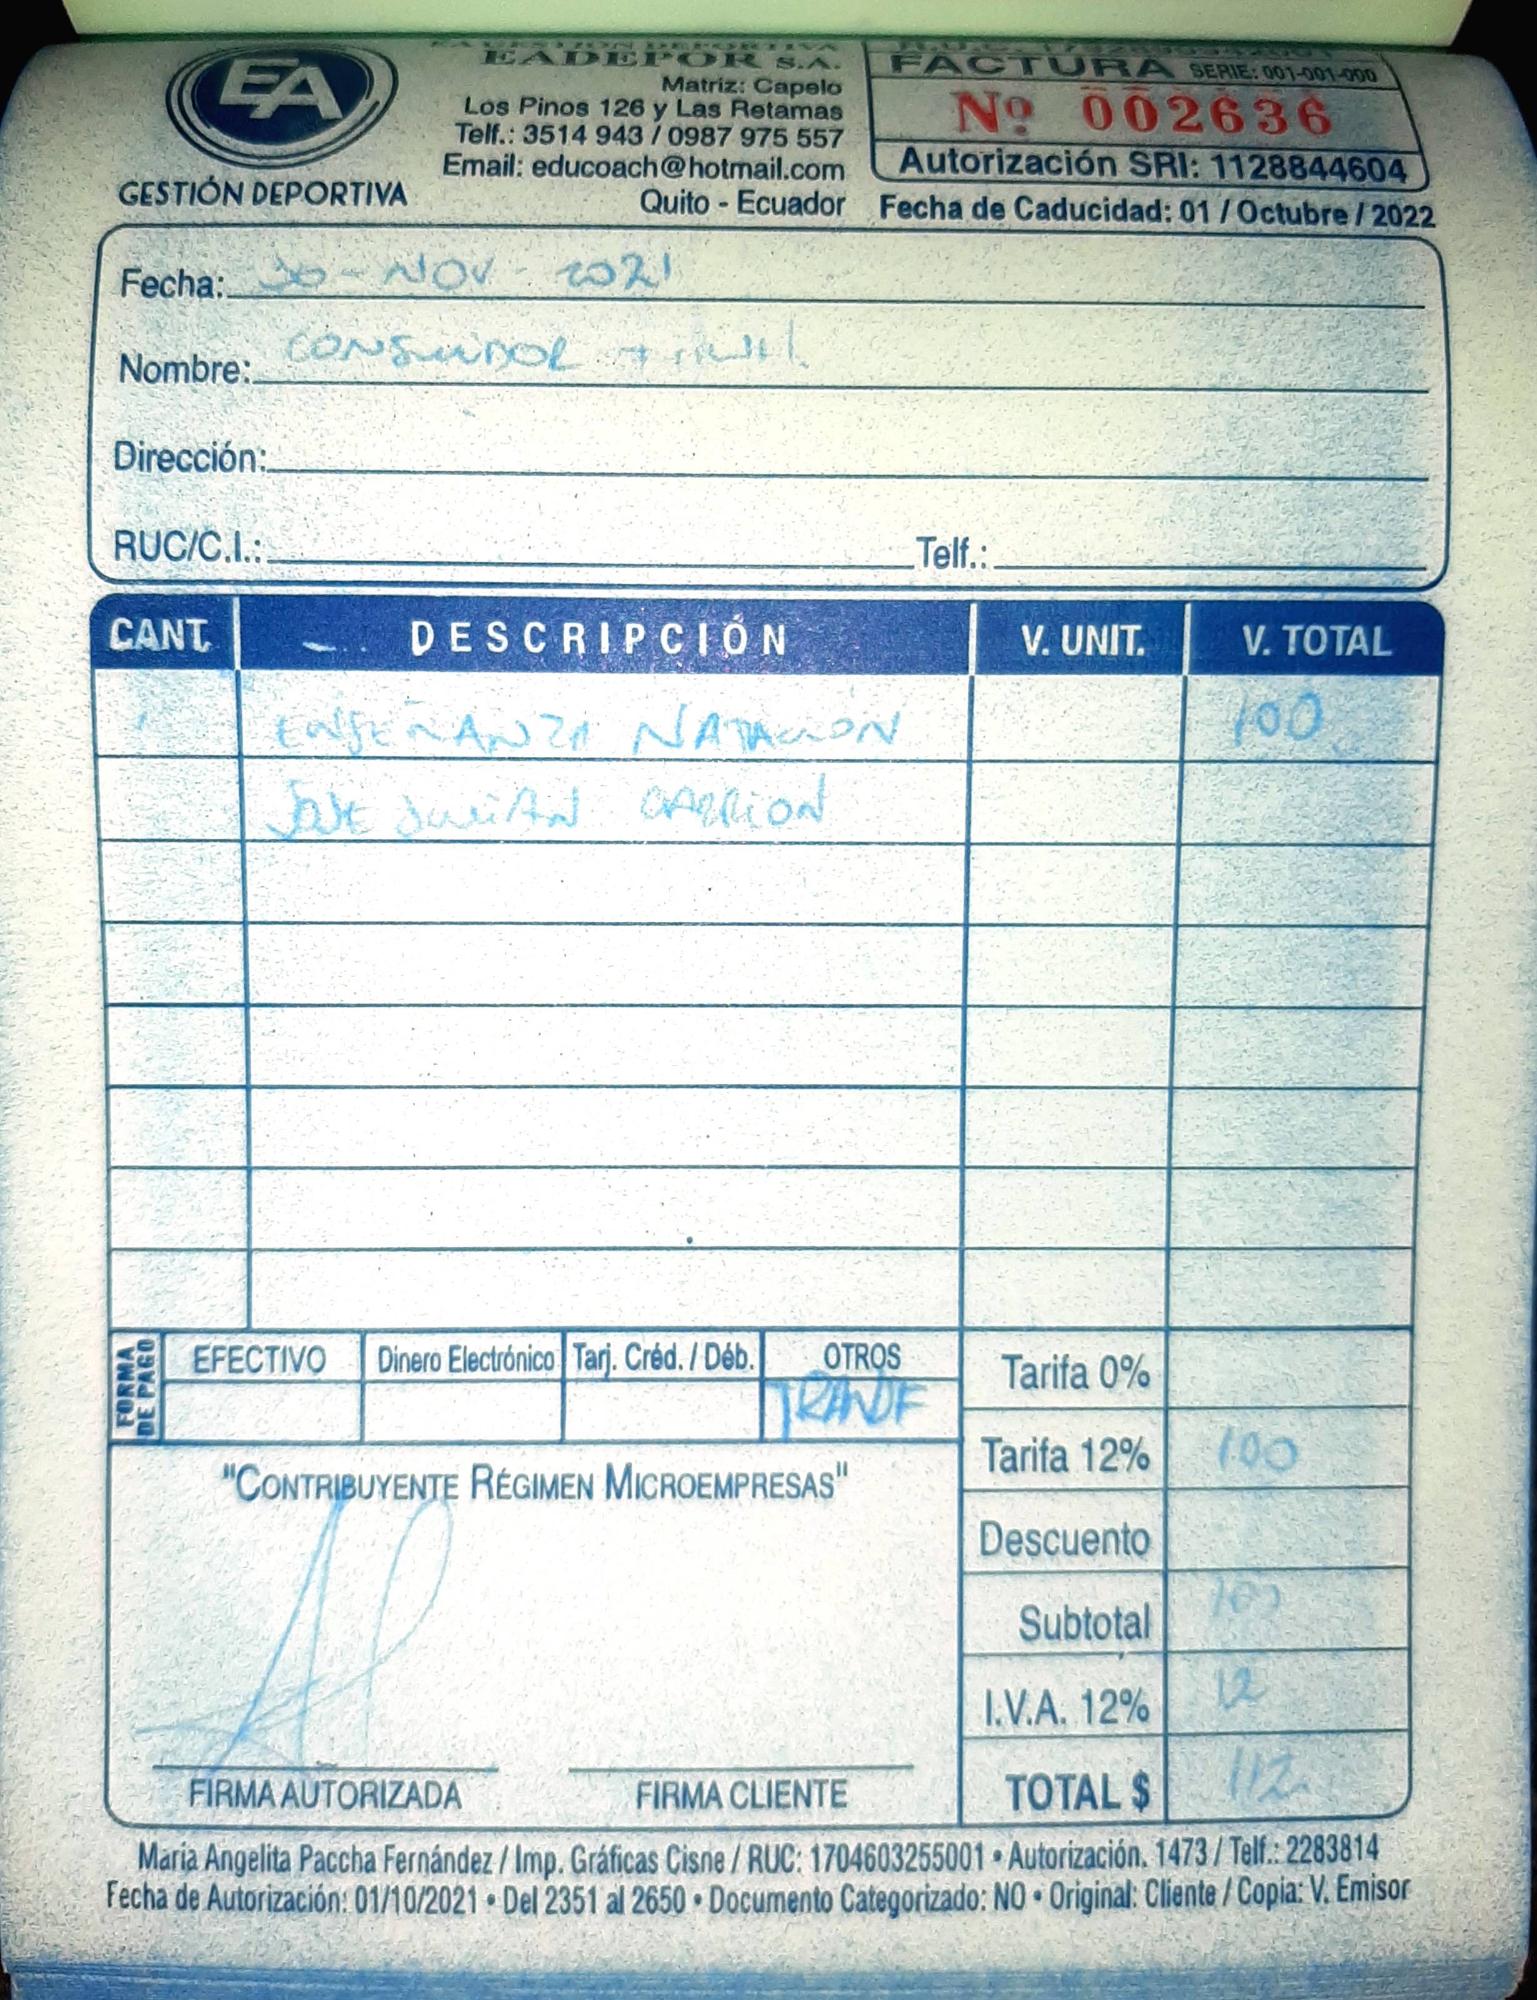 EADEPOR S.A.
EA
GESTIÓN DEPORTIVA
Matriz: Capelo
Los Pinos 126 y Las Retamas
Telf.: 3514 943 / 0987 975 557
Email: educoach@hotmail.com
Quito - Ecuador
FACTURA SERIE: 001-001-000
Nº 002636
Autorización SRI: 1128844604
Fecha de Caducidad: 01 / Octubre / 2022
Fecha: 30 - NOV - 2021
Nombre: CONSUMIDOR
Dirección:
RUC/C.I.: Telf.:
CANT. DESCRIPCIÓN V. UNIT. V. TOTAL
ENSEÑANZA NATACION 100
JOSE JULIAN CARRION
FORMA DE PAGO
EFECTIVO Dinero Electrónico Tarj. Créd. / Déb. OTROS
TRANSF
Tarifa 0%
Tarifa 12% 100
Descuento
Subtotal 100
I.V.A. 12% 12
TOTAL $ 112
"CONTRIBUYENTE RÉGIMEN MICROEMPRESAS"
FIRMA AUTORIZADA FIRMA CLIENTE
María Angelita Paccha Fernández / Imp. Gráficas Cisne / RUC: 1704603255001 • Autorización. 1473 / Telf.: 2283814
Fecha de Autorización: 01/10/2021 • Del 2351 al 2650 • Documento Categorizado: NO • Original: Cliente / Copia: V. Emisor